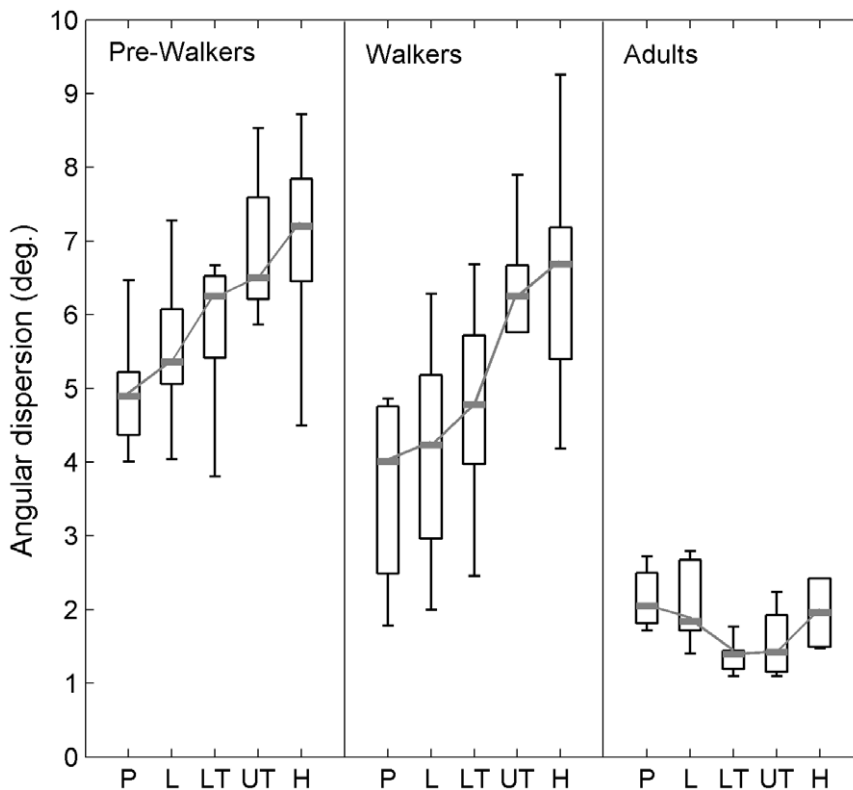 Angular dispersion (deg.)
10
9
8
7
6
5
4
3
2
1
0
Pre-Walkers
Walkers
Adults
P L LT UT H
P L LT UT H
P L LT UT H